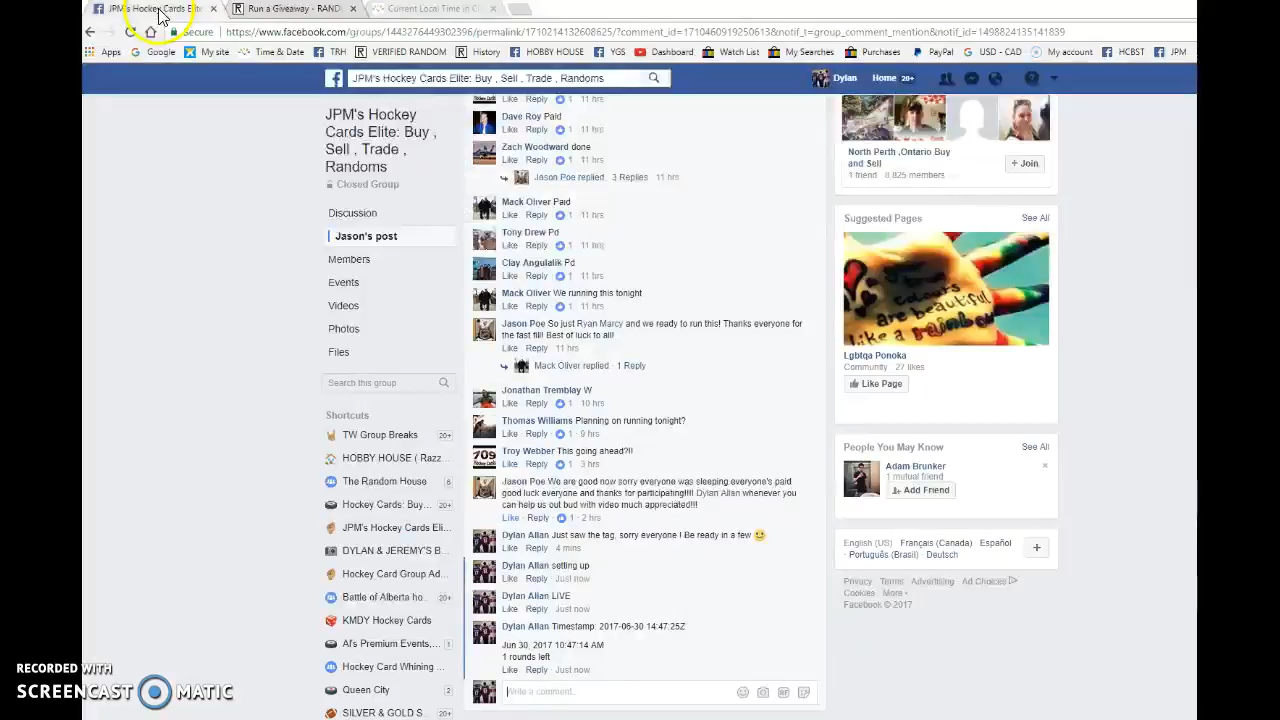 JPM's Hockey Cards Elite
Run a Giveaway - RAND
Current Local Time in C
Secure
https://www.facebook.com/groups/1443276449302396/permalink/1710214132608625/?comment_id=1710460919250613&notif_t=group_comment_mention&notif_id=1498824135141839
Apps Google My site Time & Date TRH VERIFIED RANDOM History HOBBY HOUSE YGS Dashboard Watch List My Searches Purchases PayPal USD - CAD My account HCBST JPM
JPM's Hockey Cards Elite: Buy , Sell , Trade , Randoms
Dylan Home 20+
JPM's Hockey
Cards Elite: Buy ,
Sell , Trade ,
Randoms
Closed Group
Discussion
Jason's post
Members
Events
Videos
Photos
Files
Search this group
Shortcuts
TW Group Breaks 20+
HOBBY HOUSE ( Razz...
The Random House 6
Hockey Cards: Buy... 20+
JPM's Hockey Cards Eli...
DYLAN & JEREMY'S B...
Hockey Card Group Ad...
Battle of Alberta ho... 20+
KMDY Hockey Cards
Al's Premium Events,... 1
Hockey Card Whining ...
Queen City 2
SILVER & GOLD S... 20+
Like Reply 1 11 hrs
Dave Roy Paid
Like Reply 1 11 hrs
Zach Woodward done
Like Reply 1 11 hrs
Jason Poe replied 3 Replies 11 hrs
Mack Oliver Paid
Like Reply 1 11 hrs
Tony Drew Pd
Like Reply 1 11 hrs
Clay Angulalik Pd
Like Reply 1 11 hrs
Mack Oliver We running this tonight
Like Reply 1 11 hrs
Jason Poe So just Ryan Marcy and we ready to run this! Thanks everyone for
the fast fill! Best of luck to all!
Like Reply 11 hrs
Mack Oliver replied 1 Reply
Jonathan Tremblay W
Like Reply 1 10 hrs
Thomas Williams Planning on running tonight?
Like Reply 1 9 hrs
Troy Webber This going ahead?!!
Like Reply 1 3 hrs
Jason Poe We are good now sorry everyone was sleeping everyone's paid
good luck everyone and thanks for participating!!!! Dylan Allan whenever you
can help us out bud with video much appreciated!!!
Like Reply 1 2 hrs
Dylan Allan Just saw the tag, sorry everyone ! Be ready in a few
Like Reply 4 mins
Dylan Allan setting up
Like Reply Just now
Dylan Allan LIVE
Like Reply Just now
Dylan Allan Timestamp: 2017-06-30 14:47:25Z
Jun 30, 2017 10:47:14 AM
1 rounds left
Like Reply Just now
Write a comment...
North Perth ,Ontario Buy
and Sell
1 friend 8,825 members
+ Join
Suggested Pages See All
are beautiful
like a rainbow
Lgbtqa Ponoka
Community 27 likes
Like Page
People You May Know See All
Adam Brunker
1 mutual friend
Add Friend
English (US) Français (Canada) Español
Português (Brasil) Deutsch
Privacy Terms Advertising Ad Choices
Cookies More
Facebook © 2017
RECORDED WITH
SCREENCAST MATIC